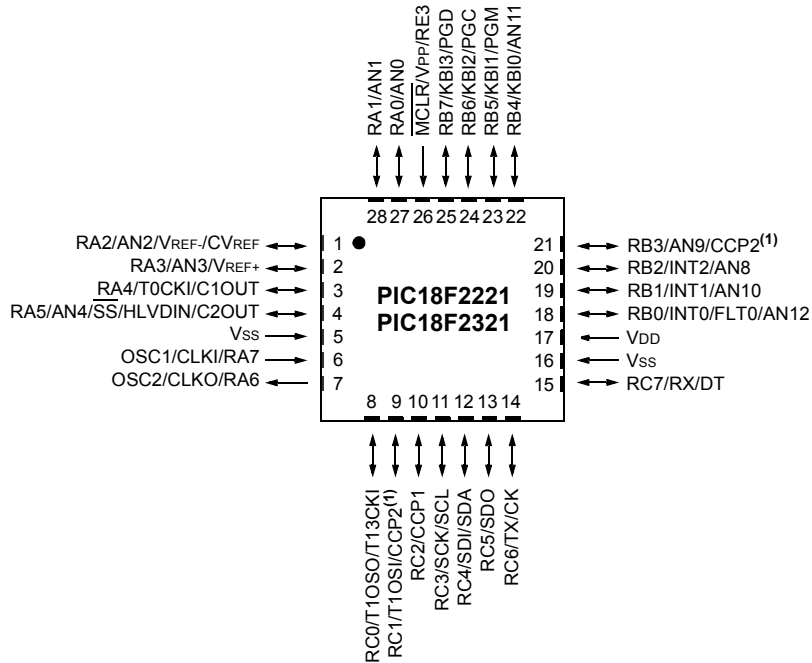 RA1/AN1
RA0/AN0
MCLR/VPP/RE3
RB7/KBI3/PGD
RB6/KBI2/PGC
RB5/KBI1/PGM
RB4/KBI0/AN11
28 27 26 25 24 23 22
RA2/AN2/VREF-/CVREF
RA3/AN3/VREF+
RA4/T0CKI/C1OUT
RA5/AN4/SS/HLVDIN/C2OUT
VSS
OSC1/CLKI/RA7
OSC2/CLKO/RA6
1
2
3
4
5
6
7
PIC18F2221
PIC18F2321
21
20
19
18
17
16
15
RB3/AN9/CCP2(1)
RB2/INT2/AN8
RB1/INT1/AN10
RB0/INT0/FLT0/AN12
VDD
VSS
RC7/RX/DT
8 9 10 11 12 13 14
RC0/T1OSO/T13CKI
RC1/T1OSI/CCP2(1)
RC2/CCP1
RC3/SCK/SCL
RC4/SDI/SDA
RC5/SDO
RC6/TX/CK